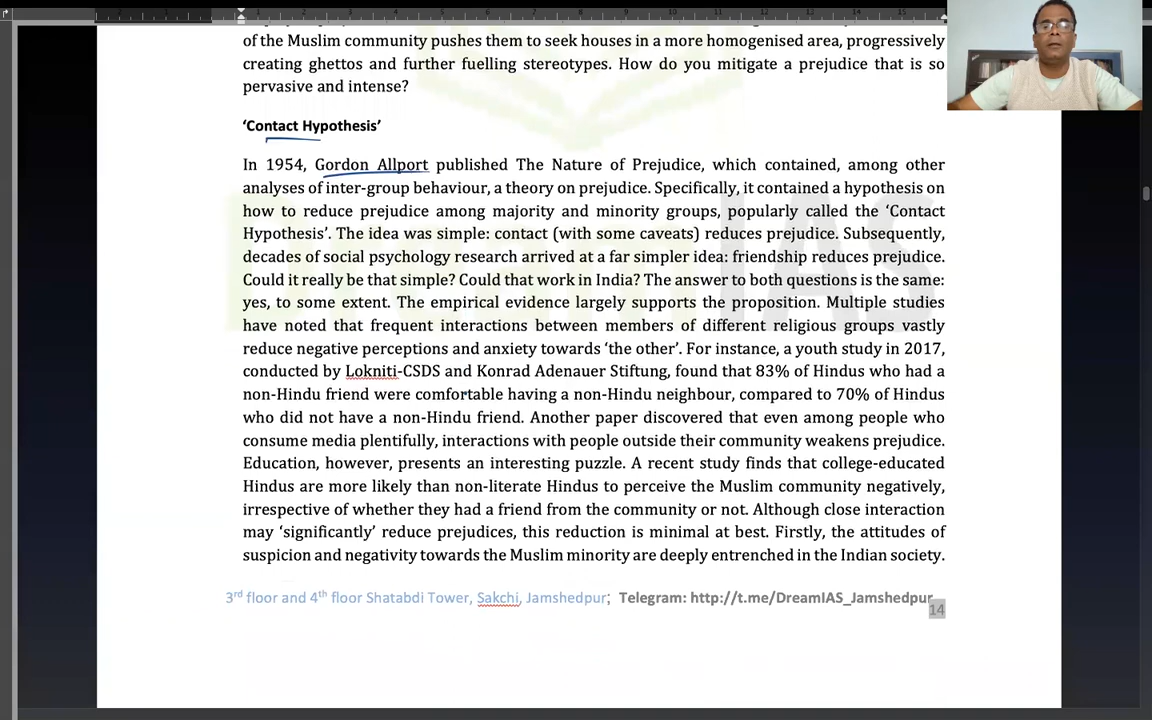 of the Muslim community pushes them to seek houses in a more homogenised area, progressively
creating ghettos and further fuelling stereotypes. How do you mitigate a prejudice that is so
pervasive and intense?
‘Contact Hypothesis’
In 1954, Gordon Allport published The Nature of Prejudice, which contained, among other
analyses of inter-group behaviour, a theory on prejudice. Specifically, it contained a hypothesis on
how to reduce prejudice among majority and minority groups, popularly called the ‘Contact
Hypothesis’. The idea was simple: contact (with some caveats) reduces prejudice. Subsequently,
decades of social psychology research arrived at a far simpler idea: friendship reduces prejudice.
Could it really be that simple? Could that work in India? The answer to both questions is the same:
yes, to some extent. The empirical evidence largely supports the proposition. Multiple studies
have noted that frequent interactions between members of different religious groups vastly
reduce negative perceptions and anxiety towards ‘the other’. For instance, a youth study in 2017,
conducted by Lokniti-CSDS and Konrad Adenauer Stiftung, found that 83% of Hindus who had a
non-Hindu friend were comfortable having a non-Hindu neighbour, compared to 70% of Hindus
who did not have a non-Hindu friend. Another paper discovered that even among people who
consume media plentifully, interactions with people outside their community weakens prejudice.
Education, however, presents an interesting puzzle. A recent study finds that college-educated
Hindus are more likely than non-literate Hindus to perceive the Muslim community negatively,
irrespective of whether they had a friend from the community or not. Although close interaction
may ‘significantly’ reduce prejudices, this reduction is minimal at best. Firstly, the attitudes of
suspicion and negativity towards the Muslim minority are deeply entrenched in the Indian society.
3rd floor and 4th floor Shatabdi Tower, Sakchi, Jamshedpur; Telegram: http://t.me/DreamIAS_Jamshedpur
14